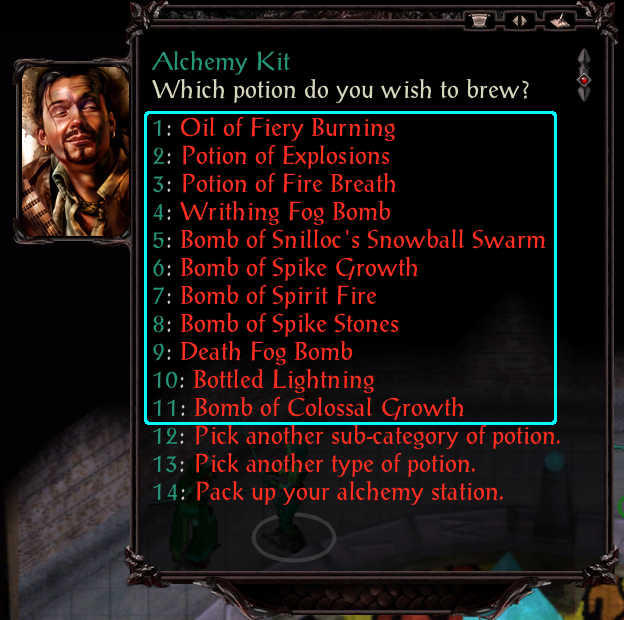 Alchemy Kit
Which potion do you wish to brew?
1: Oil of Fiery Burning
2: Potion of Explosions
3: Potion of Fire Breath
4: Writhing Fog Bomb
5: Bomb of Snilloc's Snowball Swarm
6: Bomb of Spike Growth
7: Bomb of Spirit Fire
8: Bomb of Spike Stones
9: Death Fog Bomb
10: Bottled Lightning
11: Bomb of Colossal Growth
12: Pick another sub-category of potion.
13: Pick another type of potion.
14: Pack up your alchemy station.